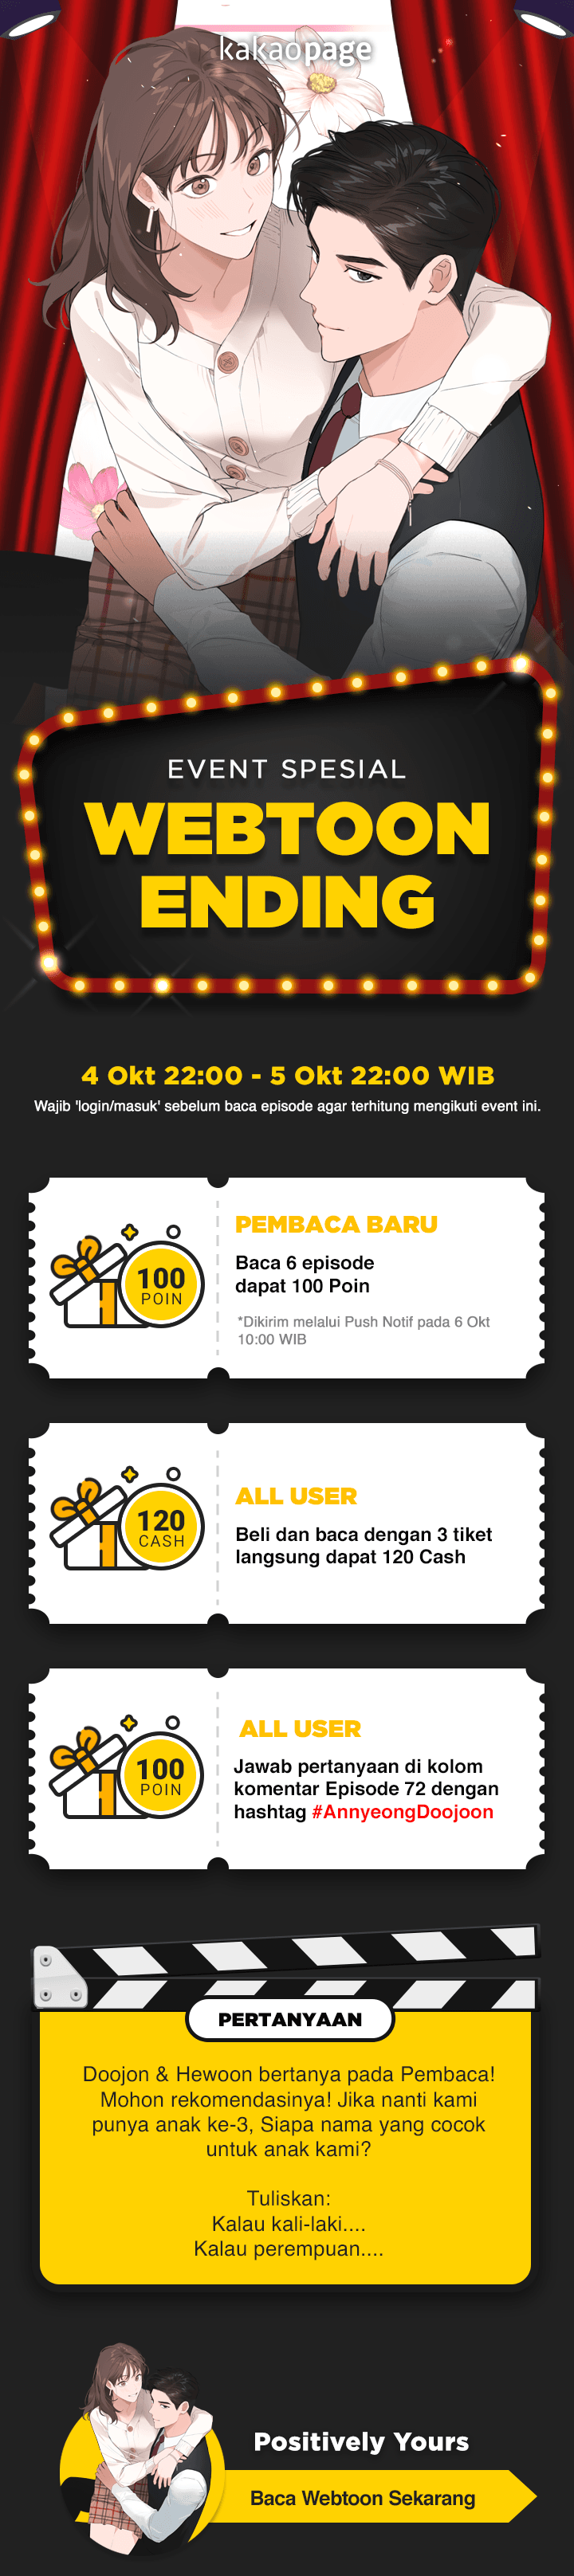 kakaopage
EVENT SPESIAL
WEBTOON
ENDING
4 Okt 22:00 - 5 Okt 22:00 WIB
Wajib 'login/masuk' sebelum baca episode agar terhitung mengikuti event ini.
100
POIN
PEMBACA BARU
Baca 6 episode
dapat 100 Poin
*Dikirim melalui Push Notif pada 6 Okt
10:00 WIB
120
CASH
ALL USER
Beli dan baca dengan 3 tiket
langsung dapat 120 Cash
100
POIN
ALL USER
Jawab pertanyaan di kolom
komentar Episode 72 dengan
hashtag #AnnyeongDoojoon
PERTANYAAN
Doojon & Hewoon bertanya pada Pembaca!
Mohon rekomendasinya! Jika nanti kami
punya anak ke-3, Siapa nama yang cocok
untuk anak kami?
Tuliskan:
Kalau kali-laki....
Kalau perempuan....
Positively Yours
Baca Webtoon Sekarang